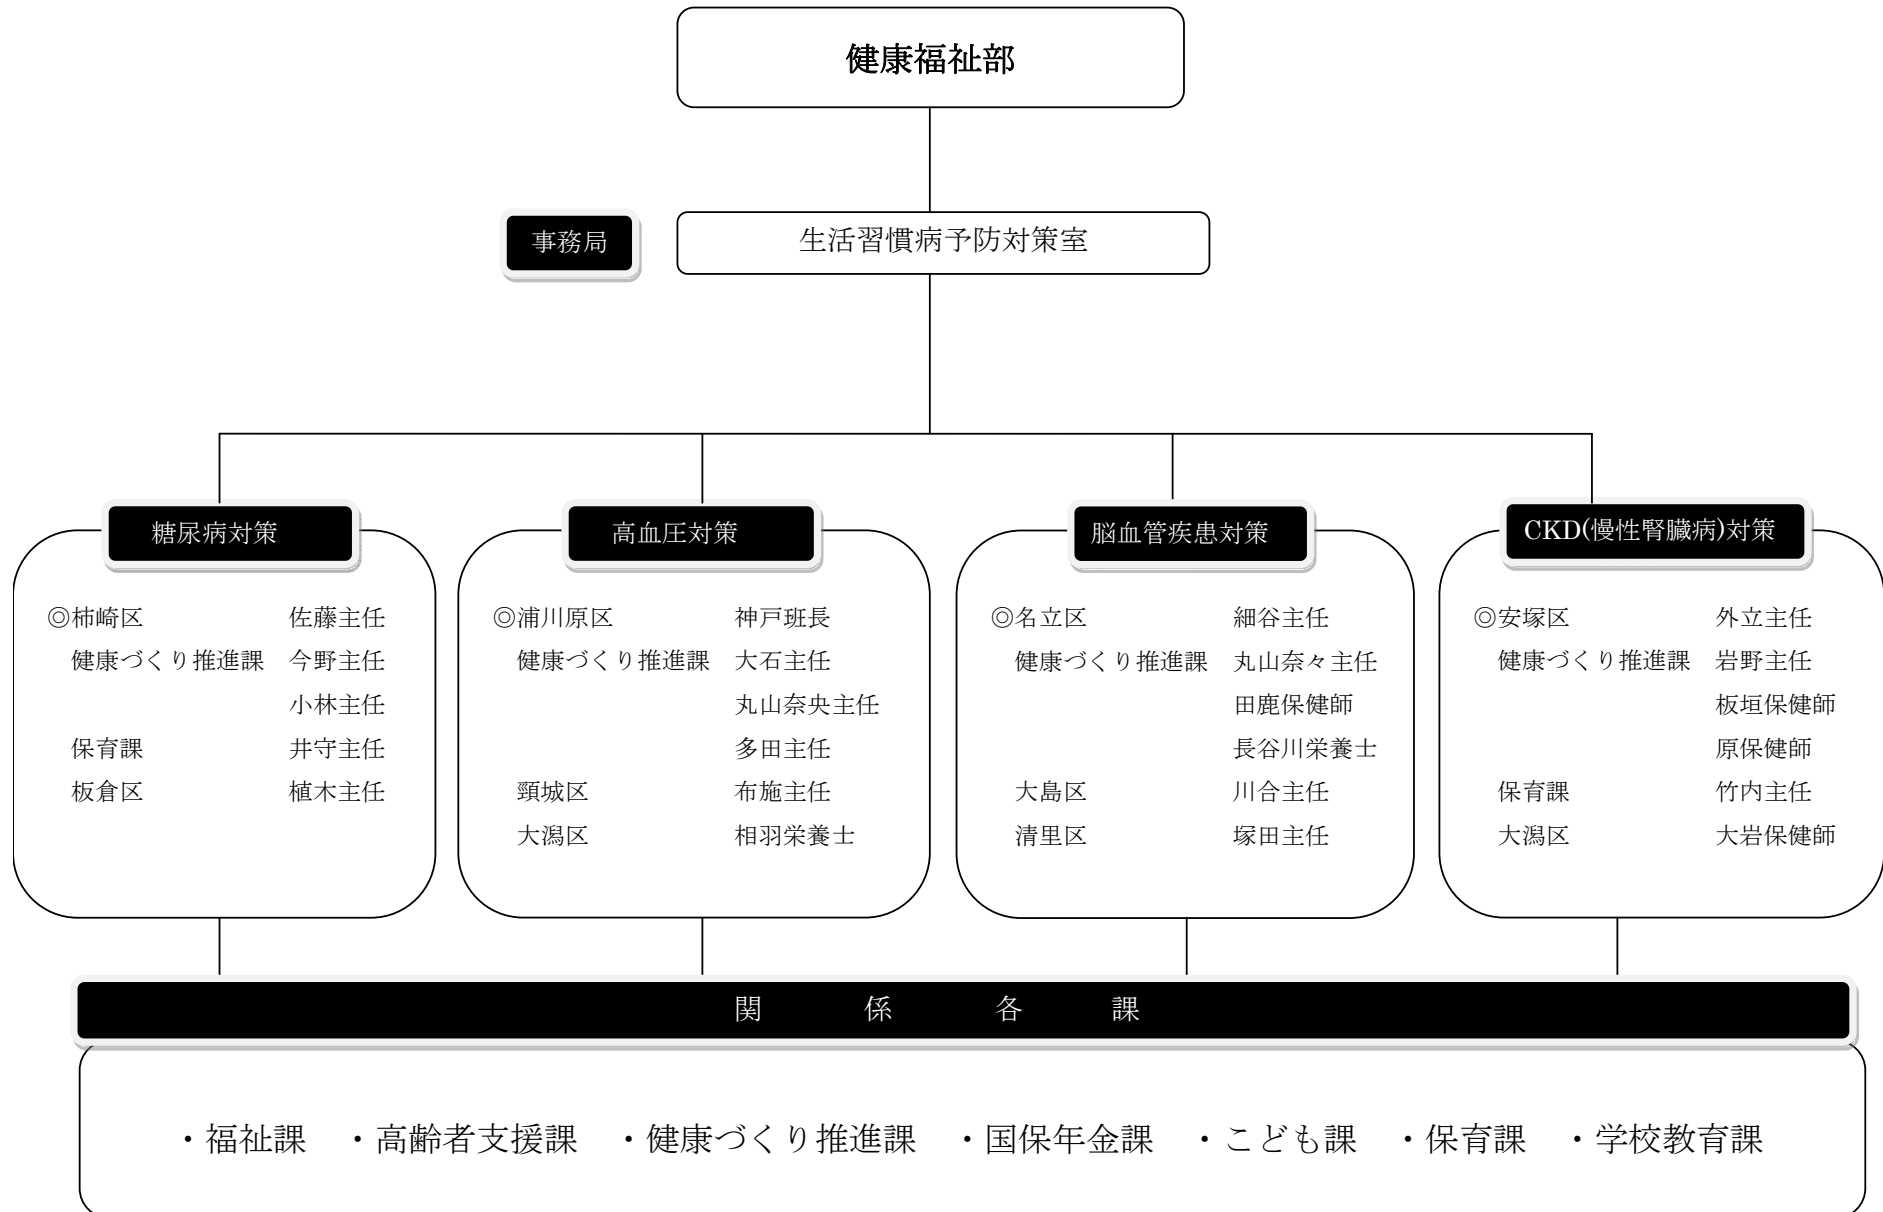 健康福祉部
事務局
生活習慣病予防対策室
糖尿病対策
◎柿崎区 佐藤主任
健康づくり推進課 今野主任
小林主任
保育課 井守主任
板倉区 植木主任
高血圧対策
◎浦川原区 神戸班長
健康づくり推進課 大石主任
丸山奈央主任
多田主任
頸城区 布施主任
大潟区 相羽栄養士
脳血管疾患対策
◎名立区 細谷主任
健康づくり推進課 丸山奈々主任
田鹿保健師
長谷川栄養士
大島区 川合主任
清里区 塚田主任
CKD(慢性腎臓病)対策
◎安塚区 外立主任
健康づくり推進課 岩野主任
板垣保健師
原保健師
保育課 竹内主任
大潟区 大岩保健師
関係各課
・福祉課 ・高齢者支援課 ・健康づくり推進課 ・国保年金課 ・こども課 ・保育課 ・学校教育課